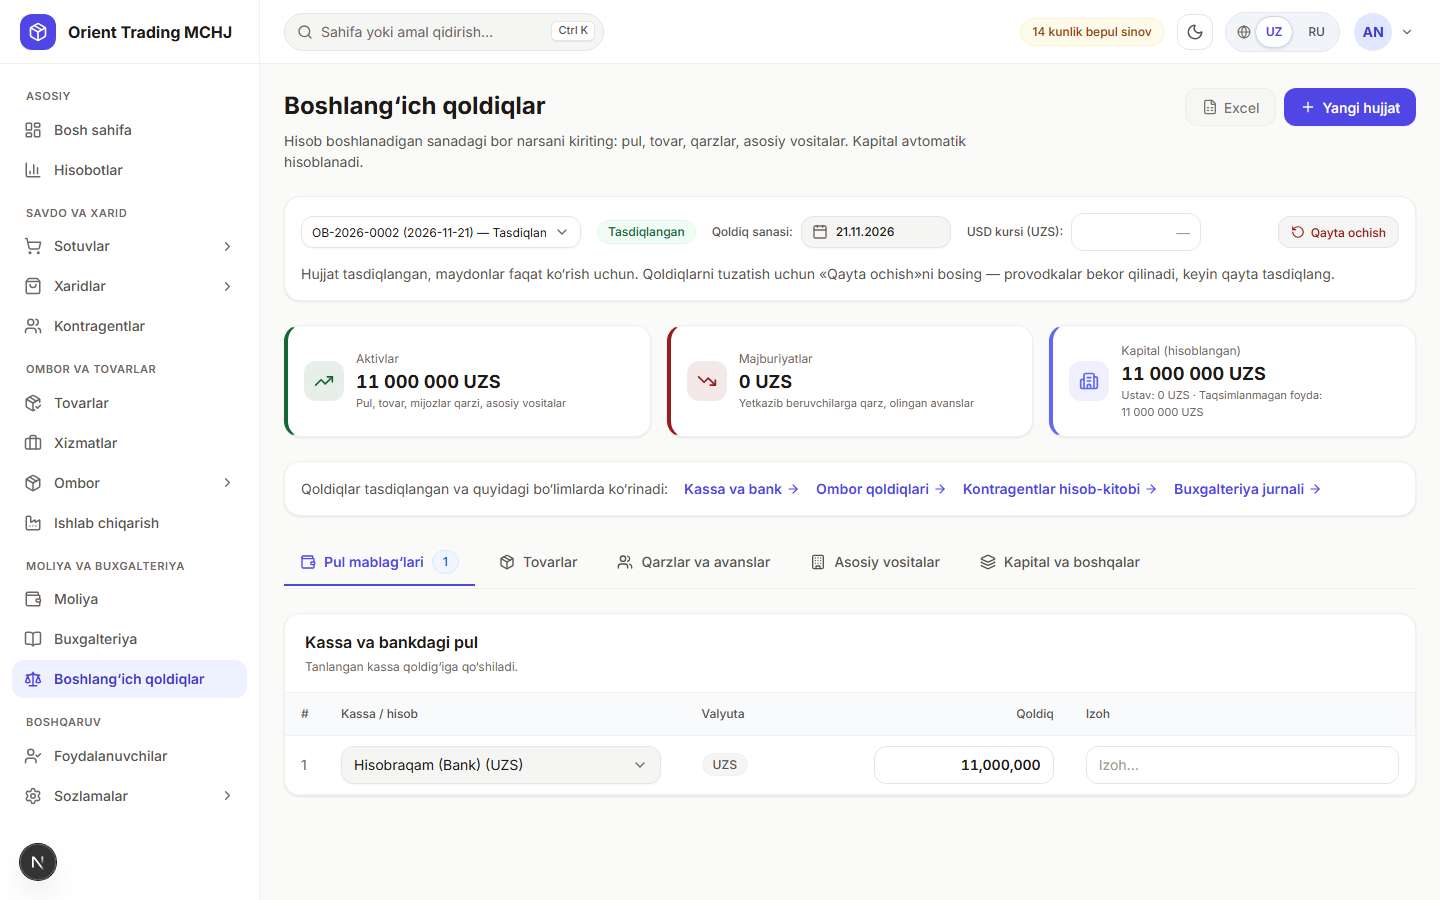 Orient Trading MCHJ
Sahifa yoki amal qidirish...
Ctrl K
14 kunlik bepul sinov
UZ
RU
AN
ASOSIY
Bosh sahifa
Hisobotlar
SAVDO VA XARID
Sotuvlar
Xaridlar
Kontragentlar
OMBOR VA TOVARLAR
Tovarlar
Xizmatlar
Ombor
Ishlab chiqarish
MOLIYA VA BUXGALTERIYA
Moliya
Buxgalteriya
Boshlang‘ich qoldiqlar
BOSHQARUV
Foydalanuvchilar
Sozlamalar
N
Boshlang‘ich qoldiqlar
Hisob boshlanadigan sanadagi bor narsani kiriting: pul, tovar, qarzlar, asosiy vositalar. Kapital avtomatik
hisoblanadi.
Excel
Yangi hujjat
OB-2026-0002 (2026-11-21) — Tasdiqlan
Tasdiqlangan
Qoldiq sanasi:
21.11.2026
USD kursi (UZS):
—
Qayta ochish
Hujjat tasdiqlangan, maydonlar faqat ko‘rish uchun. Qoldiqlarni tuzatish uchun «Qayta ochish»ni bosing — provodkalar bekor qilinadi, keyin qayta tasdiqlang.
Aktivlar
11 000 000 UZS
Pul, tovar, mijozlar qarzi, asosiy vositalar
Majburiyatlar
0 UZS
Yetkazib beruvchilarga qarz, olingan avanslar
Kapital (hisoblangan)
11 000 000 UZS
Ustav: 0 UZS · Taqsimlanmagan foyda:
11 000 000 UZS
Qoldiqlar tasdiqlangan va quyidagi bo‘limlarda ko‘rinadi:
Kassa va bank →
Ombor qoldiqlari →
Kontragentlar hisob-kitobi →
Buxgalteriya jurnali →
Pul mablag‘lari 1
Tovarlar
Qarzlar va avanslar
Asosiy vositalar
Kapital va boshqalar
Kassa va bankdagi pul
Tanlangan kassa qoldig‘iga qo‘shiladi.
# Kassa / hisob Valyuta Qoldiq Izoh
1 Hisobraqam (Bank) (UZS) UZS 11,000,000 Izoh...